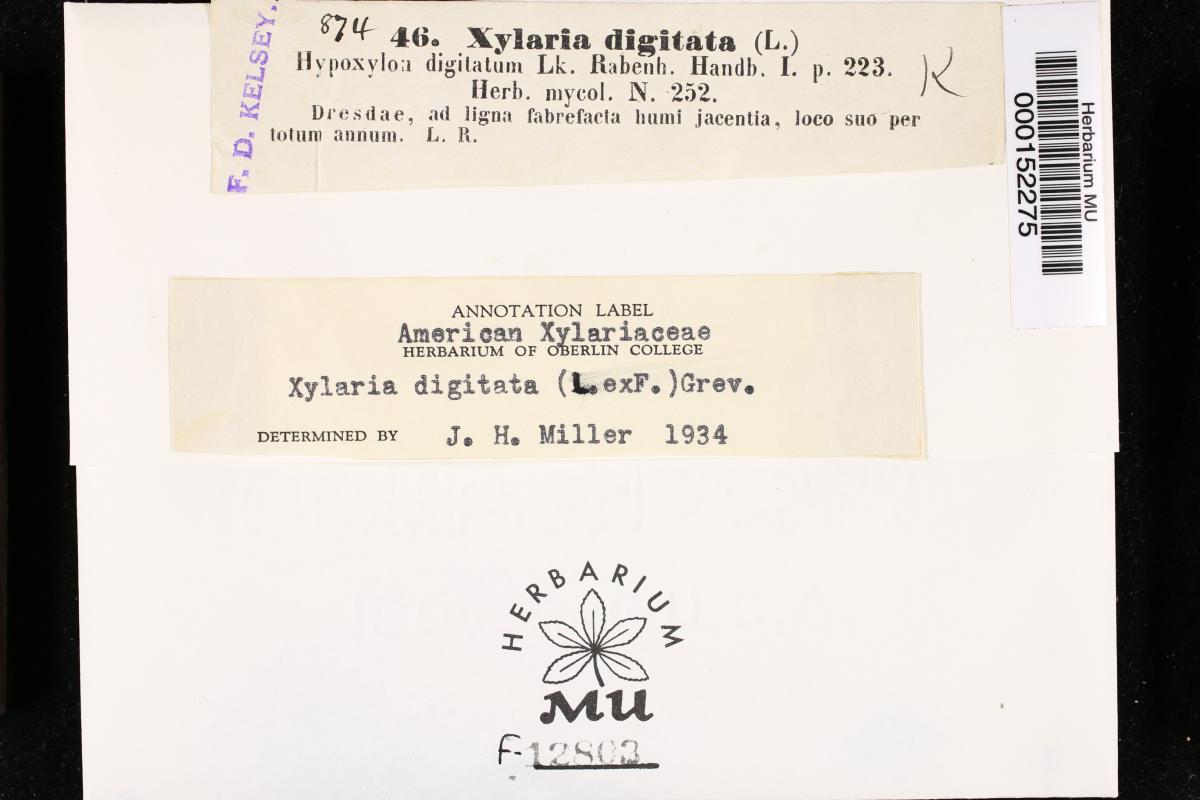 F. D. KELSEY.
874
46. Xylaria digitata (L.)
Hypoxylon digitatum Lk. Rabenh. Handb. I. p. 223.
K
Herb. mycol. N. 252.
Dresdae, ad ligna fabrefacta humi jacentia, loco suo per
totum annum. L. R.
Herbarium MU
000152275
ANNOTATION LABEL
American Xylariaceae
HERBARIUM OF OBERLIN COLLEGE
Xylaria digitata (L.exF.)Grev.
DETERMINED BY J. H. Miller 1934
HERBARIUM
MU
F-12803